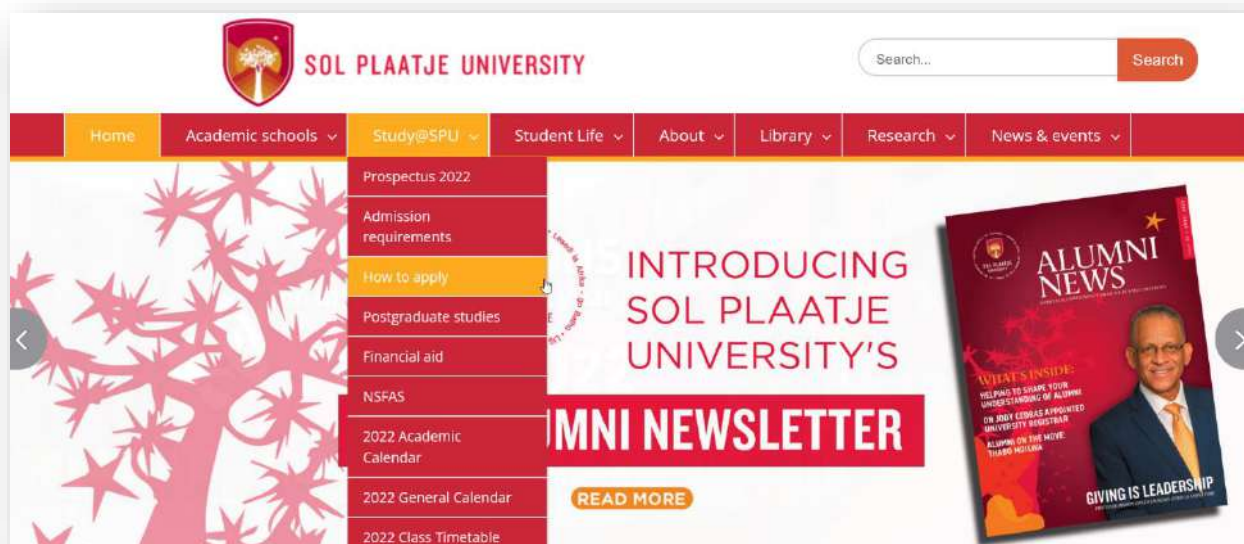 SOL PLAATJE UNIVERSITY
Search...
Search
Home
Academic schools
Study@SPU
Student Life
About
Library
Research
News & events
Prospectus 2022
Admission
requirements
How to apply
Postgraduate studies
Financial aid
NSFAS
2022 Academic
Calendar
2022 General Calendar
2022 Class Timetable
INTRODUCING
SOL PLAATJE
UNIVERSITY'S
MNI NEWSLETTER
READ MORE
SOL PLAATJE
UNIVERSITY
ALUMNI
NEWS
WHAT'S INSIDE:
HELPING TO SHAPE YOUR
UNDERSTANDING OF ALUMNI
DR JODY CEDRAS APPOINTED
UNIVERSITY REGISTRAR
ALUMNI ON THE MOVE:
GIVING IS LEADERSHIP